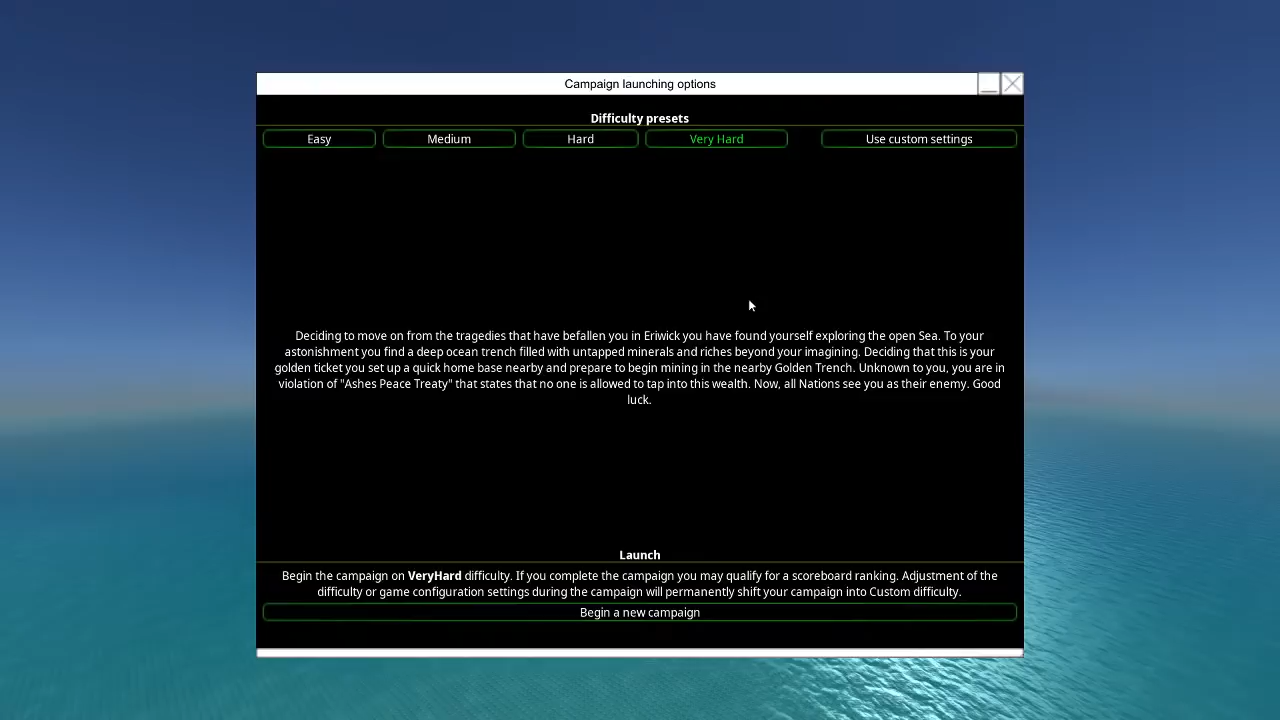 Campaign launching options
Difficulty presets
Easy Medium Hard Very Hard Use custom settings
Deciding to move on from the tragedies that have befallen you in Eriwick you have found yourself exploring the open Sea. To your
astonishment you find a deep ocean trench filled with untapped minerals and riches beyond your imagining. Deciding that this is your
golden ticket you set up a quick home base nearby and prepare to begin mining in the nearby Golden Trench. Unknown to you, you are in
violation of "Ashes Peace Treaty" that states that no one is allowed to tap into this wealth. Now, all Nations see you as their enemy. Good
luck.
Launch
Begin the campaign on VeryHard difficulty. If you complete the campaign you may qualify for a scoreboard ranking. Adjustment of the
difficulty or game configuration settings during the campaign will permanently shift your campaign into Custom difficulty.
Begin a new campaign